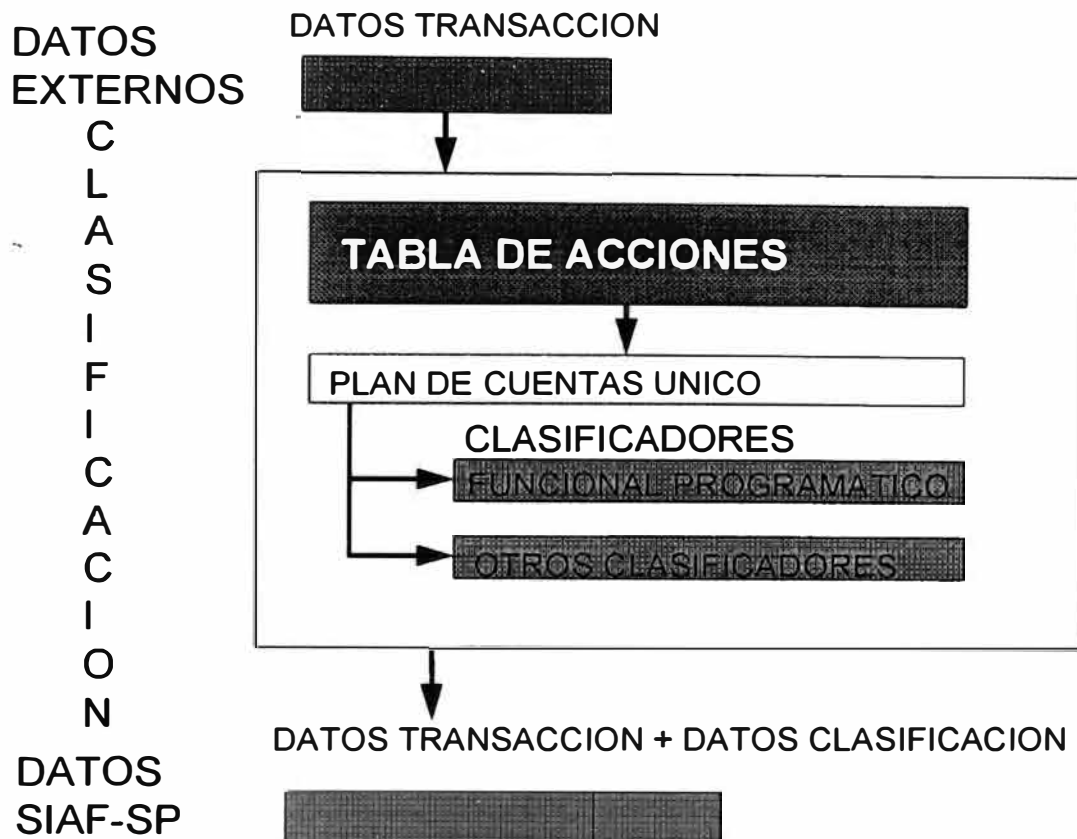 DATOS TRANSACCION
DATOS
EXTERNOS
C
L
A
S
I
F
I
C
A
C
I
O
N
TABLA DE ACCIONES
PLAN DE CUENTAS UNICO
CLASIFICADORES
FUNCIONAL PROGRAMATICO
OTROS CLASIFICADORES
DATOS TRANSACCION + DATOS CLASIFICACION
DATOS
SIAF-SP